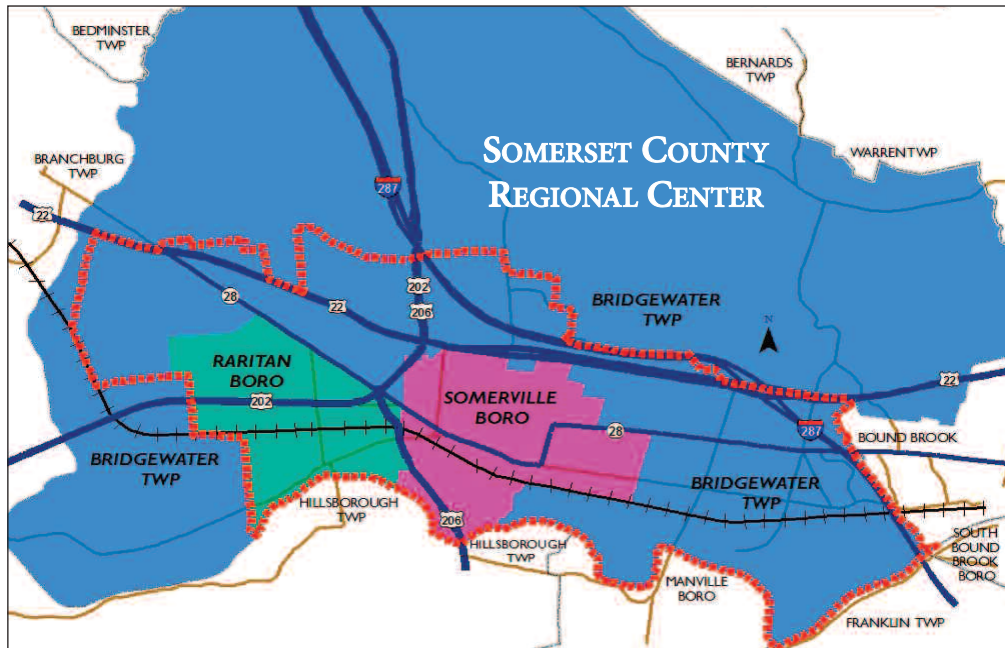 BEDMINSTER
TWP
BERNARDS
TWP
SOMERSET COUNTY
REGIONAL CENTER
WARREN TWP
BRANCHBURG
TWP
287
22
202
206
28
22
BRIDGEWATER
TWP
N
RARITAN
BORO
202
SOMERVILLE
BORO
22
28
287
BOUND BROOK
BRIDGEWATER
TWP
BRIDGEWATER
TWP
HILLSBOROUGH
TWP
206
HILLSBOROUGH
TWP
SOUTH
BOUND
BROOK
BORO
MANVILLE
BORO
FRANKLIN TWP